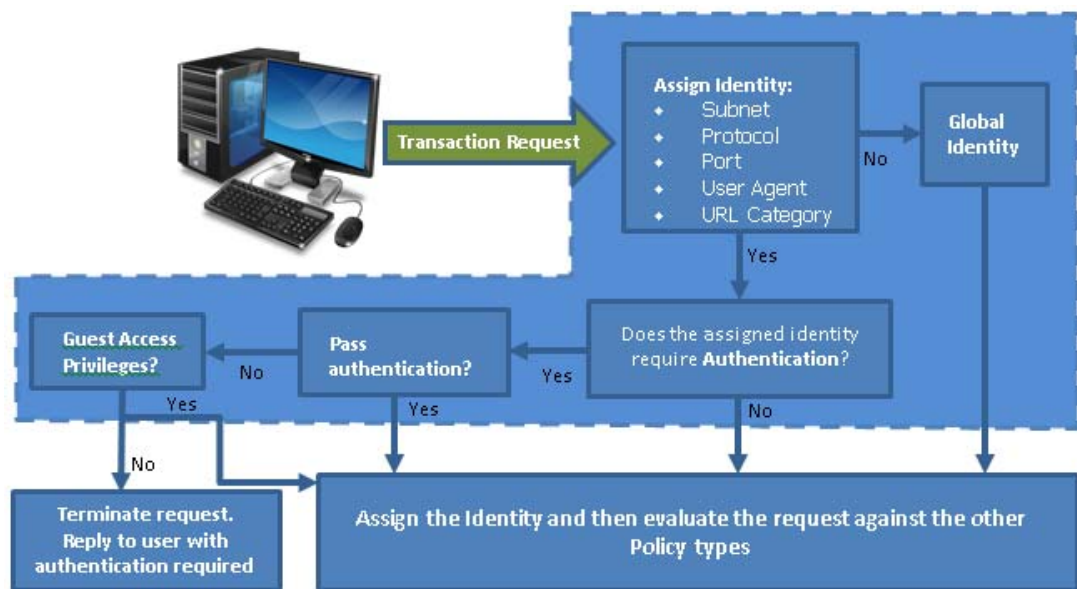 Transaction Request
Assign Identity:
Subnet
Protocol
Port
User Agent
URL Category
No
Global
Identity
Yes
Does the assigned identity
require Authentication?
Yes
Pass
authentication?
No
Guest Access
Privileges?
Yes
Yes
No
No
Terminate request.
Reply to user with
authentication required
Assign the Identity and then evaluate the request against the other
Policy types